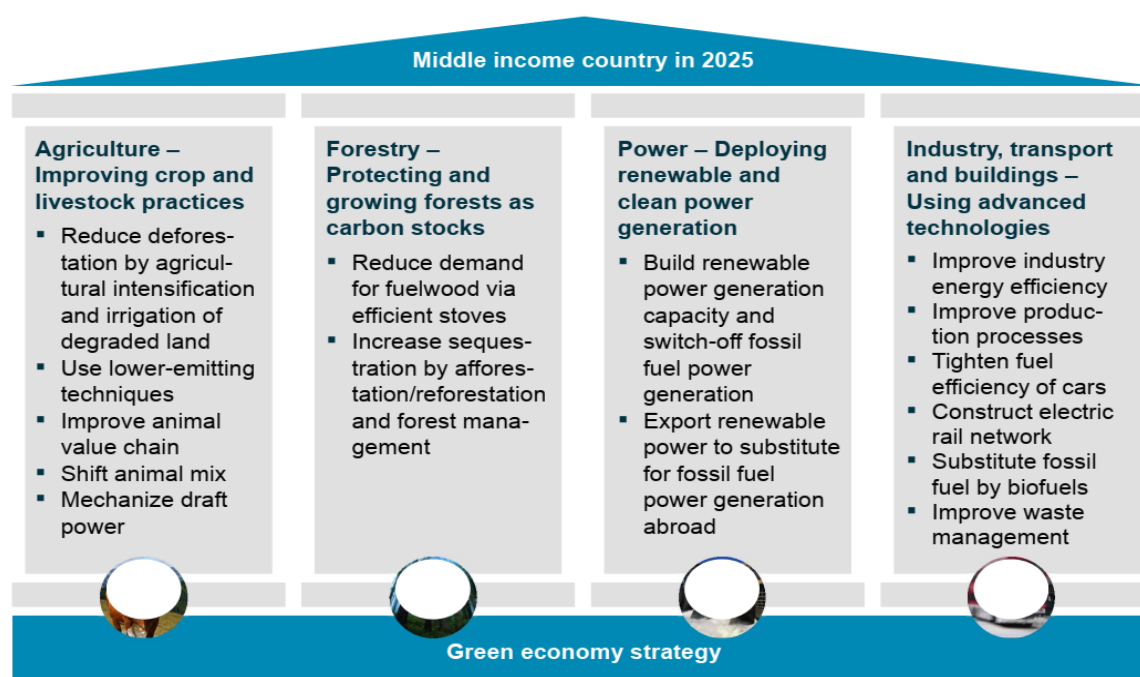 Middle income country in 2025
Agriculture –
Improving crop and
livestock practices
▪ Reduce defores-
tation by agricul-
tural intensification
and irrigation of
degraded land
▪ Use lower-emitting
techniques
▪ Improve animal
value chain
▪ Shift animal mix
▪ Mechanize draft
power
Forestry –
Protecting and
growing forests as
carbon stocks
▪ Reduce demand
for fuelwood via
efficient stoves
▪ Increase seques-
tration by affores-
tation/reforestation
and forest mana-
gement
Power – Deploying
renewable and
clean power
generation
▪ Build renewable
power generation
capacity and
switch-off fossil
fuel power
generation
▪ Export renewable
power to substitute
for fossil fuel
power generation
abroad
Industry, transport
and buildings –
Using advanced
technologies
▪ Improve industry
energy efficiency
▪ Improve produc-
tion processes
▪ Tighten fuel
efficiency of cars
▪ Construct electric
rail network
▪ Substitute fossil
fuel by biofuels
▪ Improve waste
management
Green economy strategy